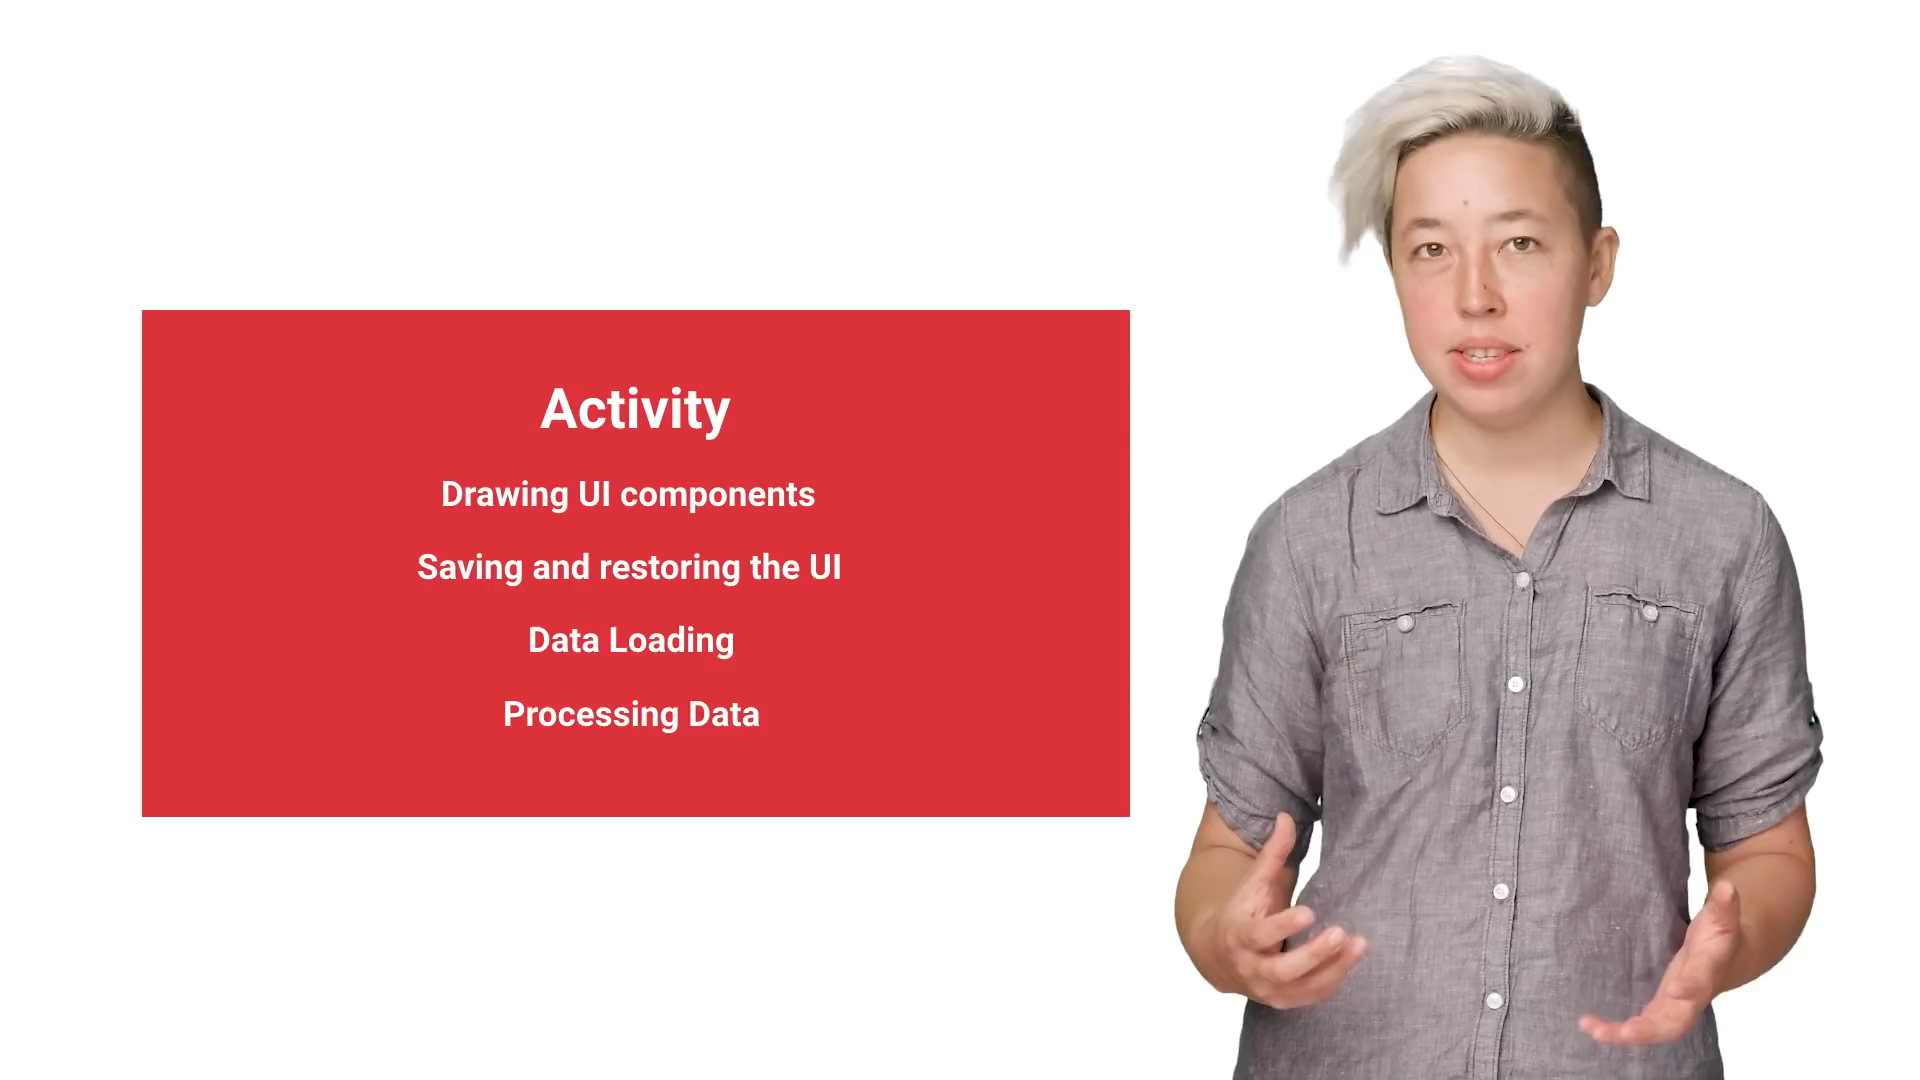 Activity
Drawing UI components
Saving and restoring the UI
Data Loading
Processing Data